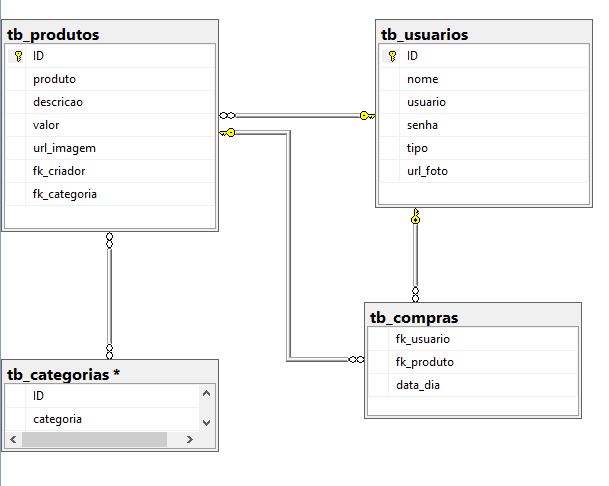 tb_produtos
ID
produto
descricao
valor
url_imagem
fk_criador
fk_categoria
tb_usuarios
ID
nome
usuario
senha
tipo
url_foto
tb_categorias *
ID
categoria
tb_compras
fk_usuario
fk_produto
data_dia